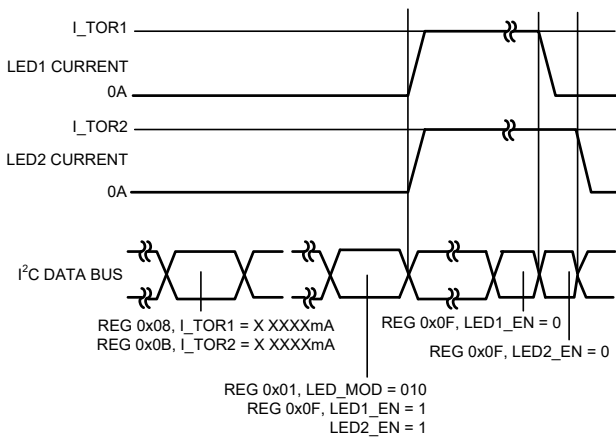 I_TOR1
LED1 CURRENT
0A
I_TOR2
LED2 CURRENT
0A
I²C DATA BUS
REG 0x08, I_TOR1 = X XXXXmA
REG 0x0B, I_TOR2 = X XXXXmA
REG 0x0F, LED1_EN = 0
REG 0x0F, LED2_EN = 0
REG 0x01, LED_MOD = 010
REG 0x0F, LED1_EN = 1
LED2_EN = 1